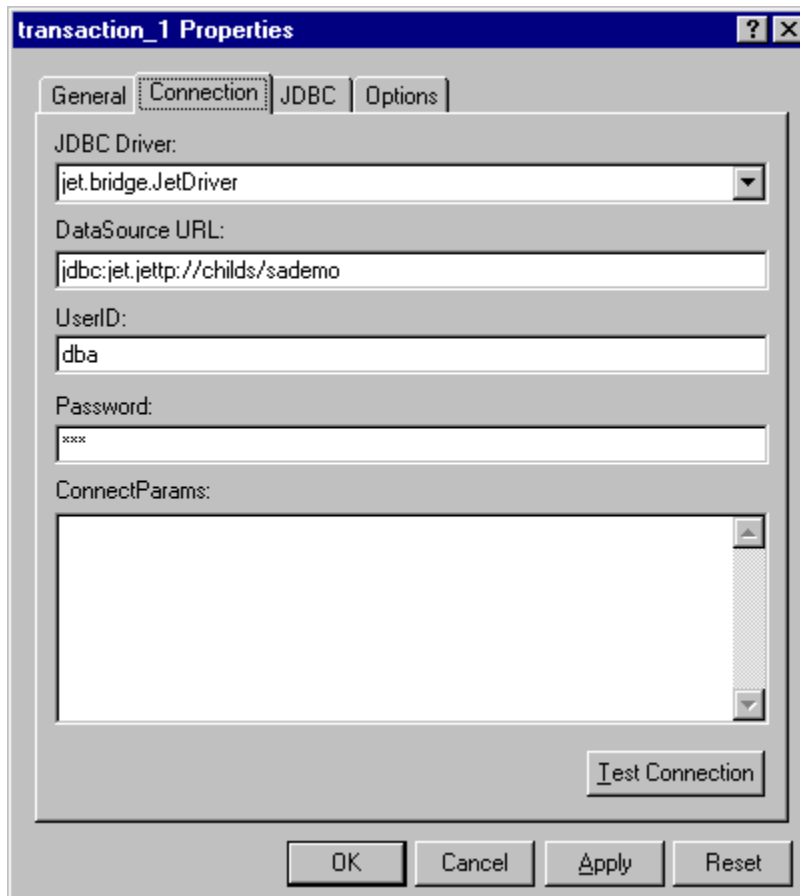 transaction_1 Properties
General Connection JDBC Options
JDBC Driver:
jet.bridge.JetDriver
DataSource URL:
jdbc:jet.jettp://childs/sademo
UserID:
dba
Password:
***
ConnectParams:
Test Connection
OK Cancel Apply Reset